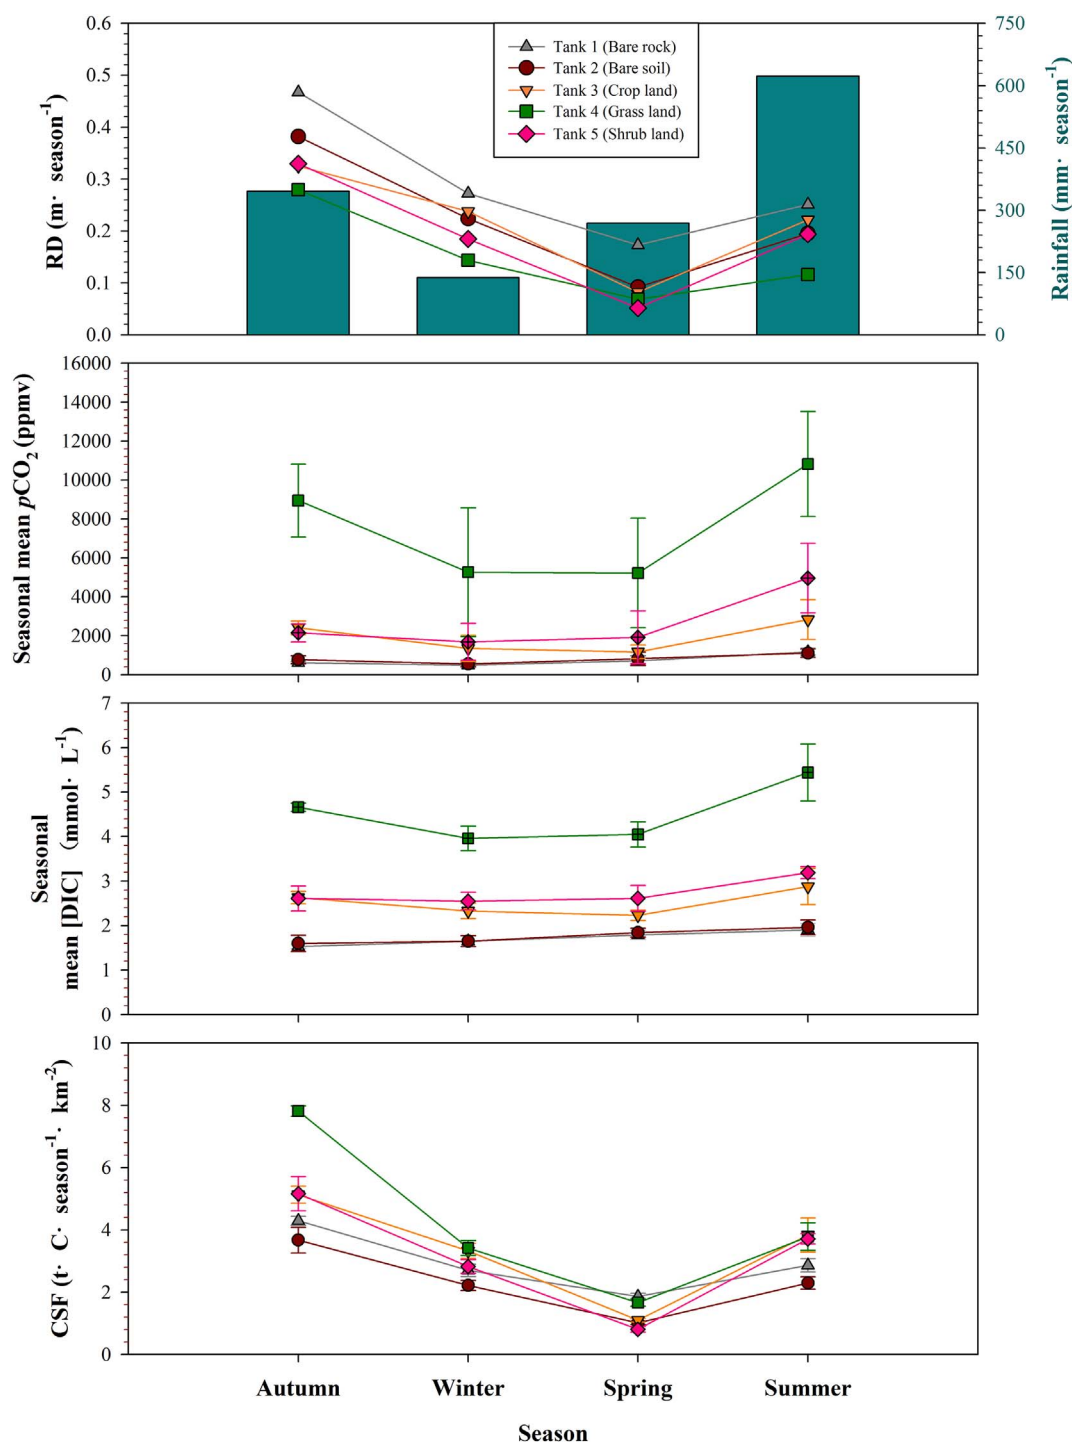 0.6
0.5
0.4
0.3
0.2
0.1
0.0
RD (m· season-1)
Tank 1 (Bare rock)
Tank 2 (Bare soil)
Tank 3 (Crop land)
Tank 4 (Grass land)
Tank 5 (Shrub land)
750
600
450
300
150
0
Rainfall (mm· season-1)
16000
14000
12000
10000
8000
6000
4000
2000
0
Seasonal mean pCO2 (ppmv)
7
6
5
4
3
2
1
0
Seasonal
mean [DIC] (mmol· L-1)
10
8
6
4
2
0
CSF (t· C· season-1· km-2)
Autumn Winter Spring Summer
Season